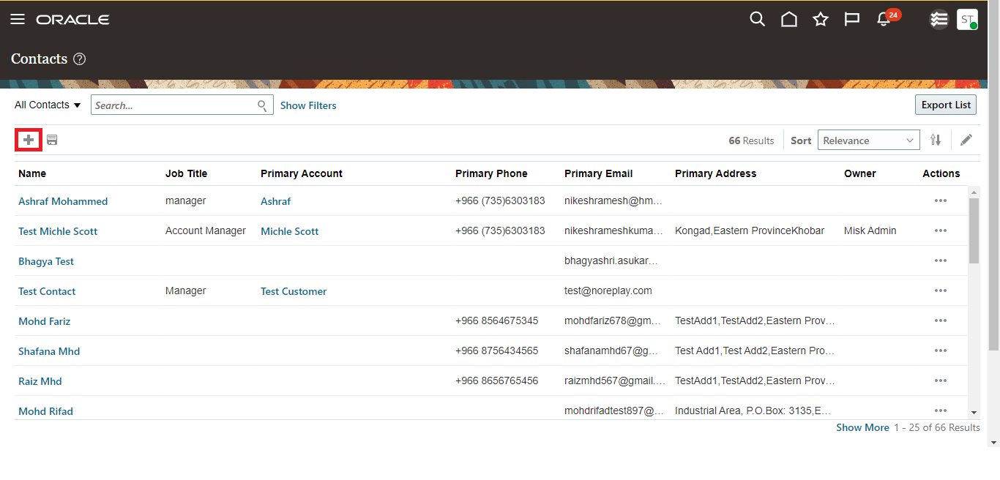 ORACLE 24 ST
Contacts ?
All Contacts Search... Show Filters Export List
66 Results Sort Relevance
Name Job Title Primary Account Primary Phone Primary Email Primary Address Owner Actions
Ashraf Mohammed manager Ashraf +966 (735)6303183 nikeshramesh@hm...
Test Michle Scott Account Manager Michle Scott +966 (735)6303183 nikeshrameshkuma... Kongad,Eastern ProvinceKhobar Misk Admin
Bhagya Test bhagyashri.asukar...
Test Contact Manager Test Customer test@noreplay.com
Mohd Fariz +966 8564675345 mohdfariz678@gm... TestAdd1,TestAdd2,Eastern Prov...
Shafana Mhd +966 8756434565 shafanamhd67@g... Test Add1,Test Add2,Eastern Pro...
Raiz Mhd +966 8656765456 raizmhd567@gmail.... TestAdd1,TestAdd2,Eastern Prov...
Mohd Rifad mohdrifadtest897@... Industrial Area, P.O.Box: 3135,E...
Show More 1 - 25 of 66 Results